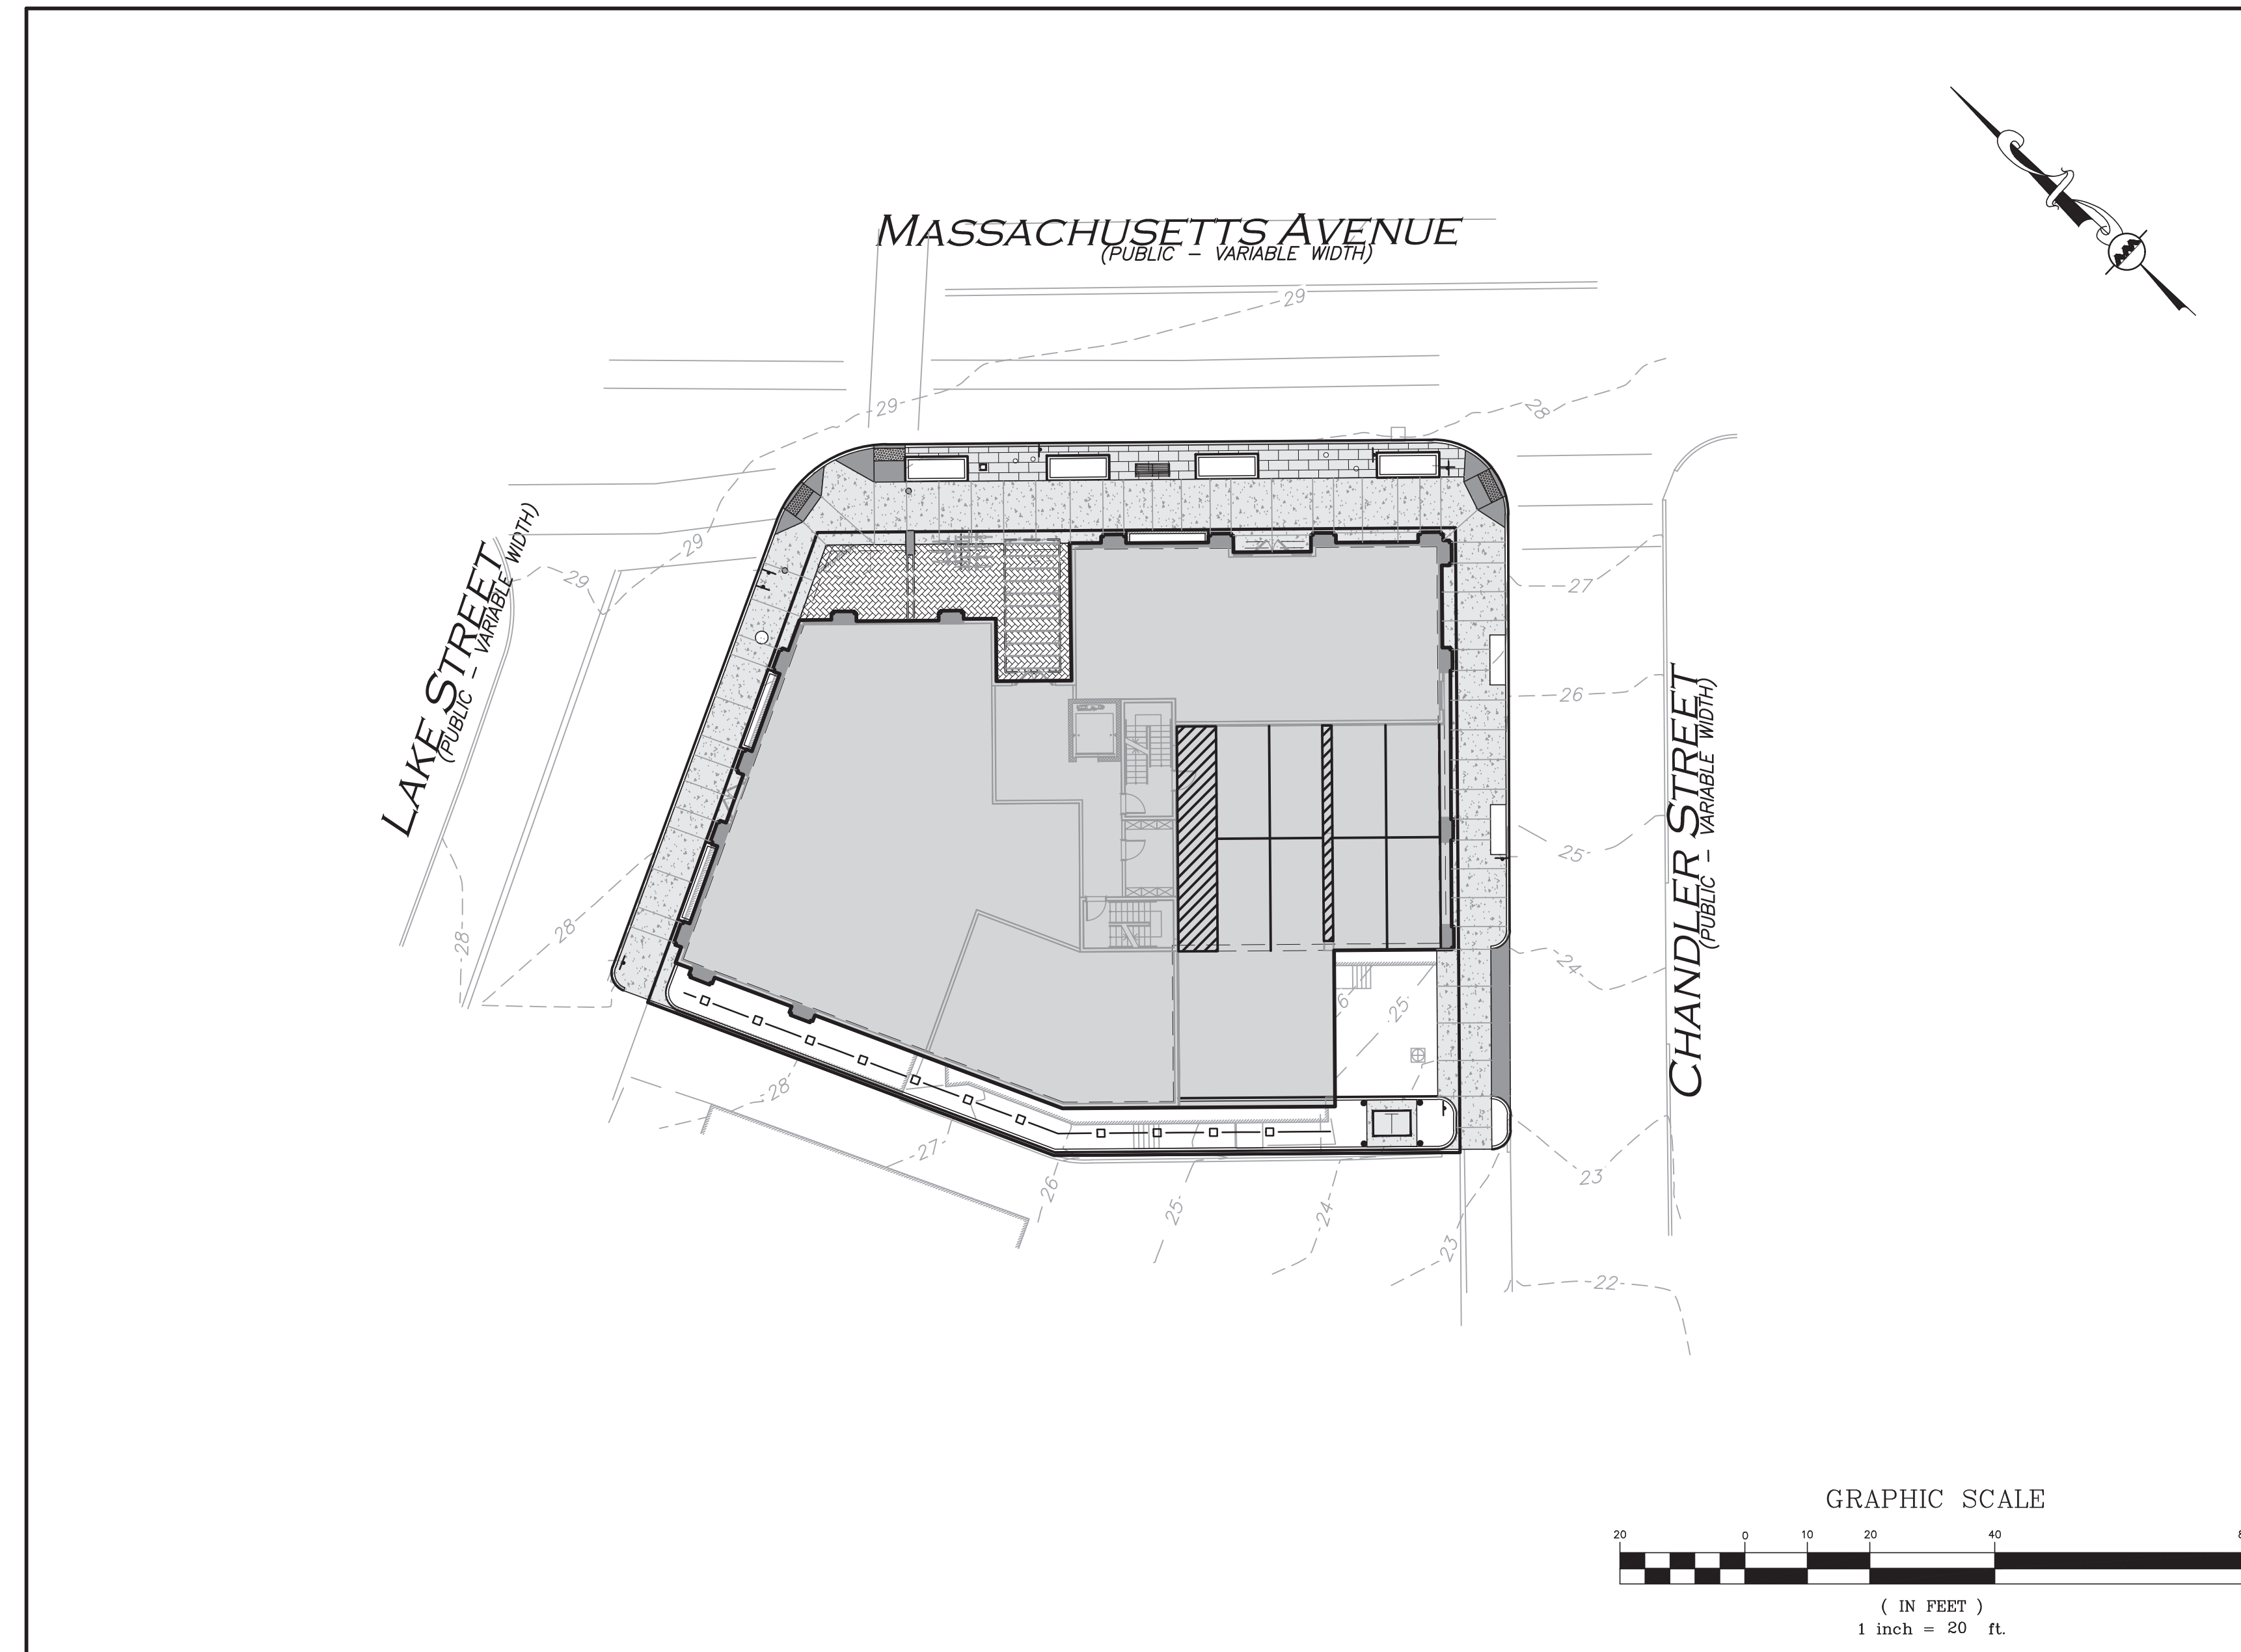 MASSACHUSETTS AVENUE
(PUBLIC – VARIABLE WIDTH)
29
29
28
29
29
27
LAKE STREET
(PUBLIC – VARIABLE WIDTH)
26
CHANDLER STREET
(PUBLIC – VARIABLE WIDTH)
25
28
28
24
6
25
28
27
26
25
24
23
23
22
GRAPHIC SCALE
20 0 10 20 40
( IN FEET )
1 inch = 20 ft.